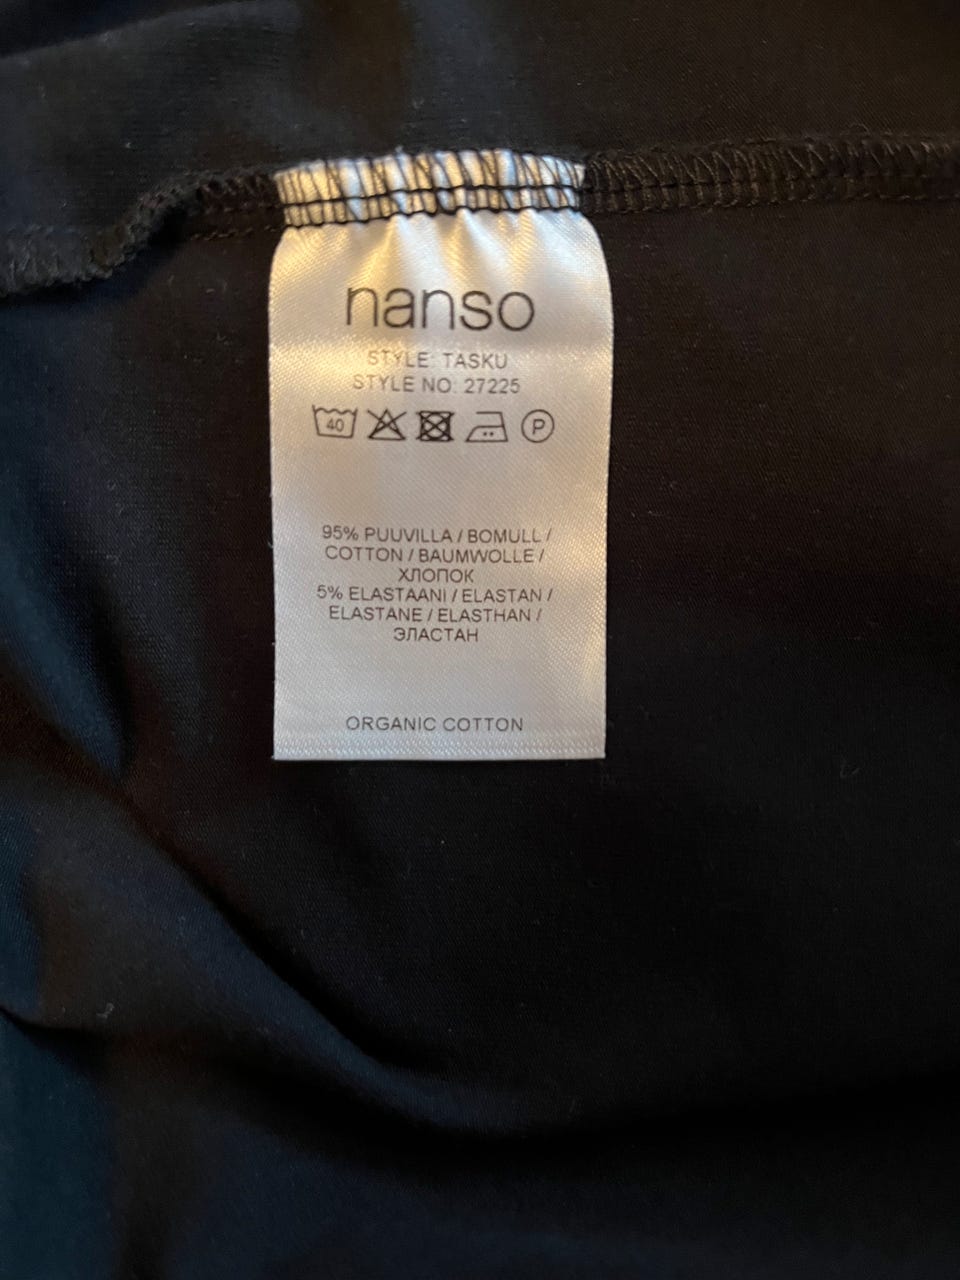 nanso
STYLE: TASKU
STYLE NO: 27225
40 P
95% PUUVILLA / BOMULL /
COTTON / BAUMWOLLE /
ХЛОПОК
5% ELASTAANI / ELASTAN /
ELASTANE / ELASTHAN /
ЭЛАСТАН
ORGANIC COTTON